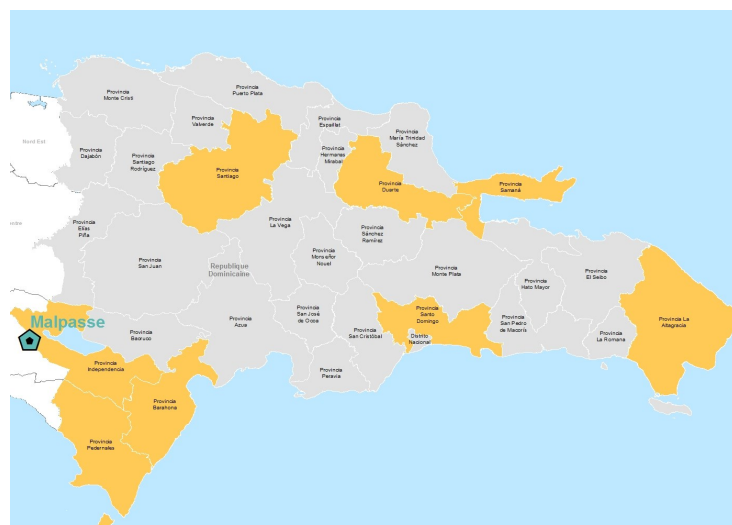 Provincia
Puerto Plata
Provincia
Monte Cristi
Provincia
Valverde
Provincia
Espaillat
Provincia
María Trinidad
Sánchez
Nord Est
Provincia
Dajabón
Provincia
Santiago
Rodríguez
Provincia
Hermanas
Mirabal
Provincia
Santiago
Provincia
Duarte
Provincia
Samaná
Provincia
Elías
Piña
Provincia
La Vega
Provincia
Sánchez
Ramírez
Provincia
San Juan
Republique
Dominicaine
Provincia
Monseñor
Nouel
Provincia
Monte Plata
Provincia
Hato Mayor
Provincia
El Seibo
Malpasse
Provincia
Baoruco
Provincia
Azua
Provincia
San José
de Ocoa
Provincia
San Cristóbal
Provincia
Santo
Domingo
Distrito
Nacional
Provincia
San Pedro
de Macorís
Provincia
La Romana
Provincia La
Altagracia
Provincia
Independencia
Provincia
Peravia
Provincia
Barahona
Provincia
Pedernales